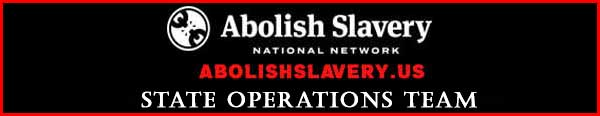 Abolish Slavery
NATIONAL NETWORK
ABOLISHSLAVERY.US
STATE OPERATIONS TEAM